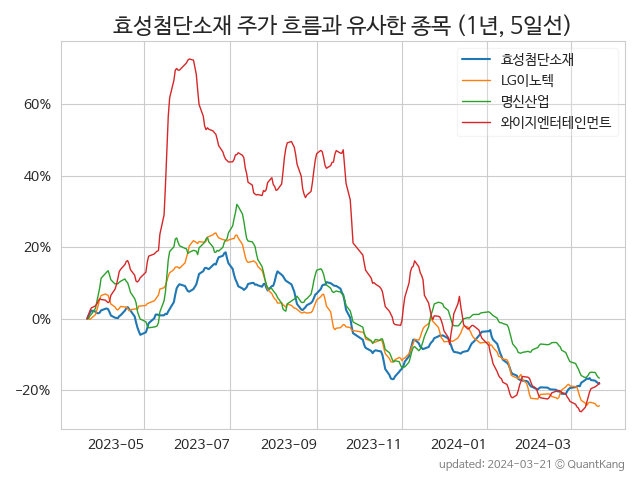 효성첨단소재 주가 흐름과 유사한 종목 (1년, 5일선)
효성첨단소재
LG이노텍
명신산업
와이지엔터테인먼트
60%
40%
20%
0%
−20%
2023-05 2023-07 2023-09 2023-11 2024-01 2024-03
updated: 2024-03-21 © QuantKang